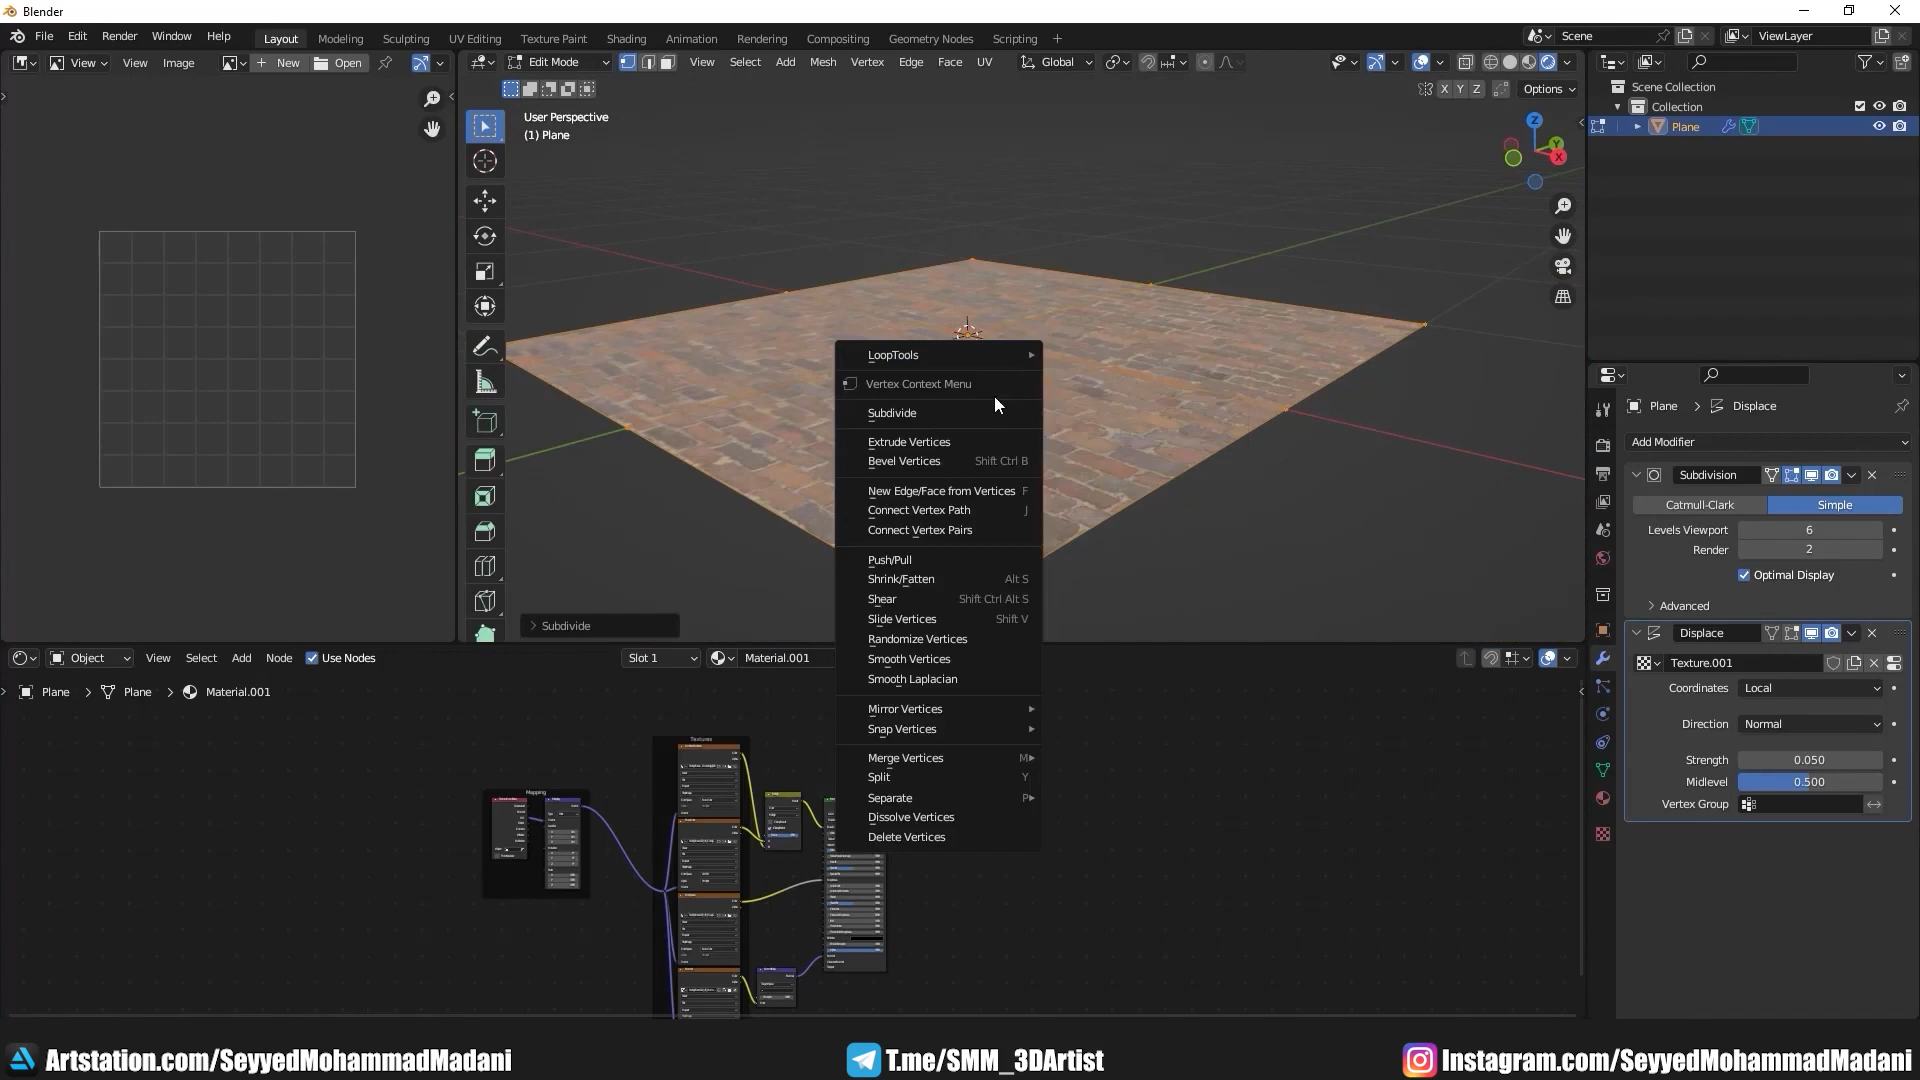 Blender
File Edit Render Window Help Layout Modeling Sculpting UV Editing Texture Paint Shading Animation Rendering Compositing Geometry Nodes Scripting + Scene ViewLayer
View View Image New Open
Edit Mode View Select Add Mesh Vertex Edge Face UV Global
X Y Z Options
User Perspective
(1) Plane
Z
Y
X
Subdivide
LoopTools
Vertex Context Menu
Subdivide
Extrude Vertices
Bevel Vertices Shift Ctrl B
New Edge/Face from Vertices F
Connect Vertex Path J
Connect Vertex Pairs
Push/Pull
Shrink/Fatten Alt S
Shear Shift Ctrl Alt S
Slide Vertices Shift V
Randomize Vertices
Smooth Vertices
Smooth Laplacian
Mirror Vertices
Snap Vertices
Merge Vertices M
Split Y
Separate P
Dissolve Vertices
Delete Vertices
Scene Collection
Collection
Plane
Plane > Displace
Add Modifier
Subdivision
Catmull-Clark Simple
Levels Viewport 6
Render 2
Optimal Display
Advanced
Displace
Texture.001
Coordinates Local
Direction Normal
Strength 0.050
Midlevel 0.500
Vertex Group
Object View Select Add Node Use Nodes Slot 1 Material.001
Plane > Plane > Material.001
Mapping
Textures
Artstation.com/SeyyedMohammadMadani
T.me/SMM_3DArtist
Instagram.com/SeyyedMohammadMadani